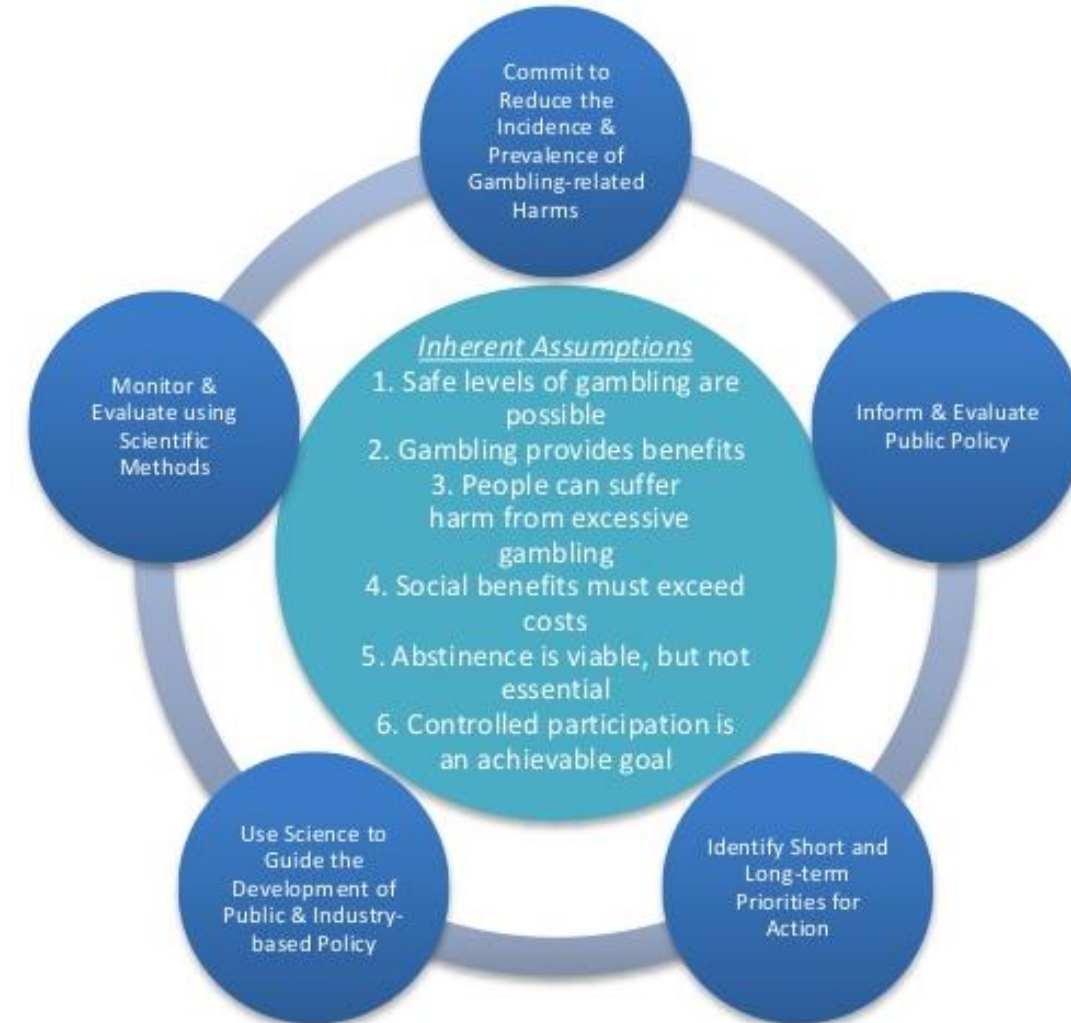 Commit to
Reduce the
Incidence &
Prevalence of
Gambling-related
Harms
Inform & Evaluate
Public Policy
Identify Short and
Long-term
Priorities for
Action
Use Science to
Guide the
Development of
Public & Industry-
based Policy
Monitor &
Evaluate using
Scientific
Methods
Inherent Assumptions
1. Safe levels of gambling are
possible
2. Gambling provides benefits
3. People can suffer
harm from excessive
gambling
4. Social benefits must exceed
costs
5. Abstinence is viable, but not
essential
6. Controlled participation is
an achievable goal